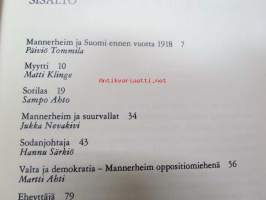 SISÄLTÖ
Mannerheim ja Suomi ennen vuotta 1918 7
Päiviö Tommila
Myytti 10
Matti Klinge
Sotilas 19
Sampo Ahto
Mannerheim ja suurvallat 34
Jukka Nevakivi
Sodanjohtaja 43
Hannu Särkiö
Valta ja demokratia – Mannerheim oppositiomiehenä 56
Martti Ahti
Eheyttäjä 79